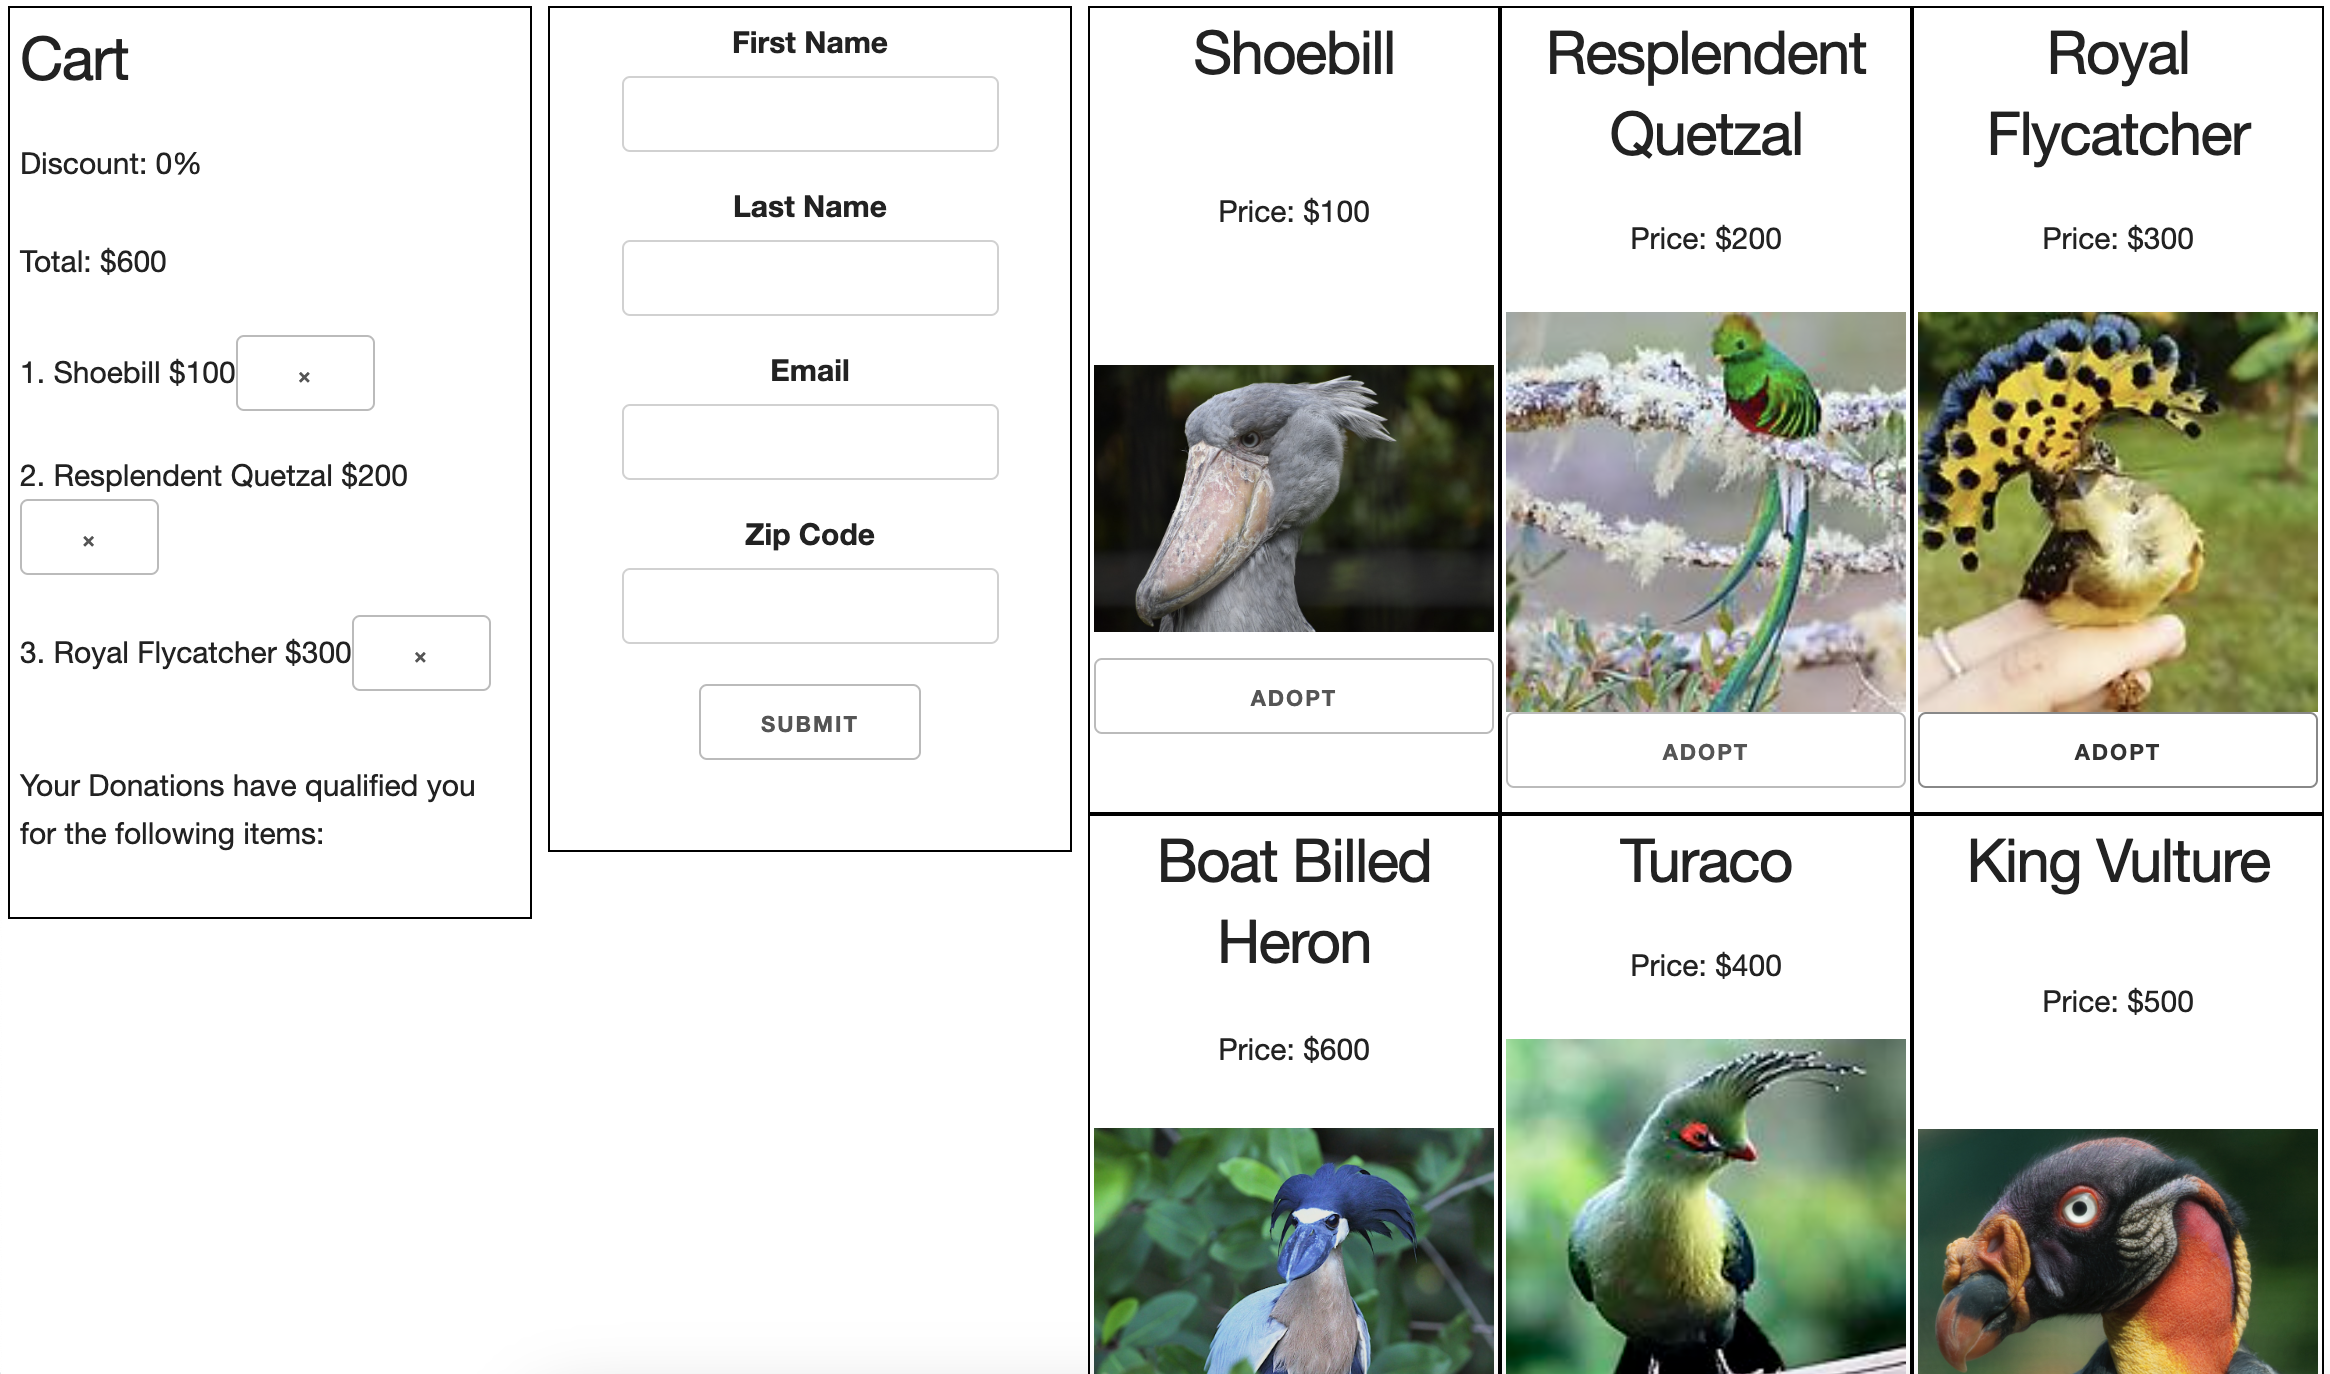 Cart
Discount: 0%
Total: $600
1. Shoebill $100 ×
2. Resplendent Quetzal $200
×
3. Royal Flycatcher $300 ×
Your Donations have qualified you
for the following items:
First Name
Last Name
Email
Zip Code
SUBMIT
Shoebill
Price: $100
ADOPT
Resplendent
Quetzal
Price: $200
ADOPT
Royal
Flycatcher
Price: $300
ADOPT
Boat Billed
Heron
Price: $600
Turaco
Price: $400
King Vulture
Price: $500